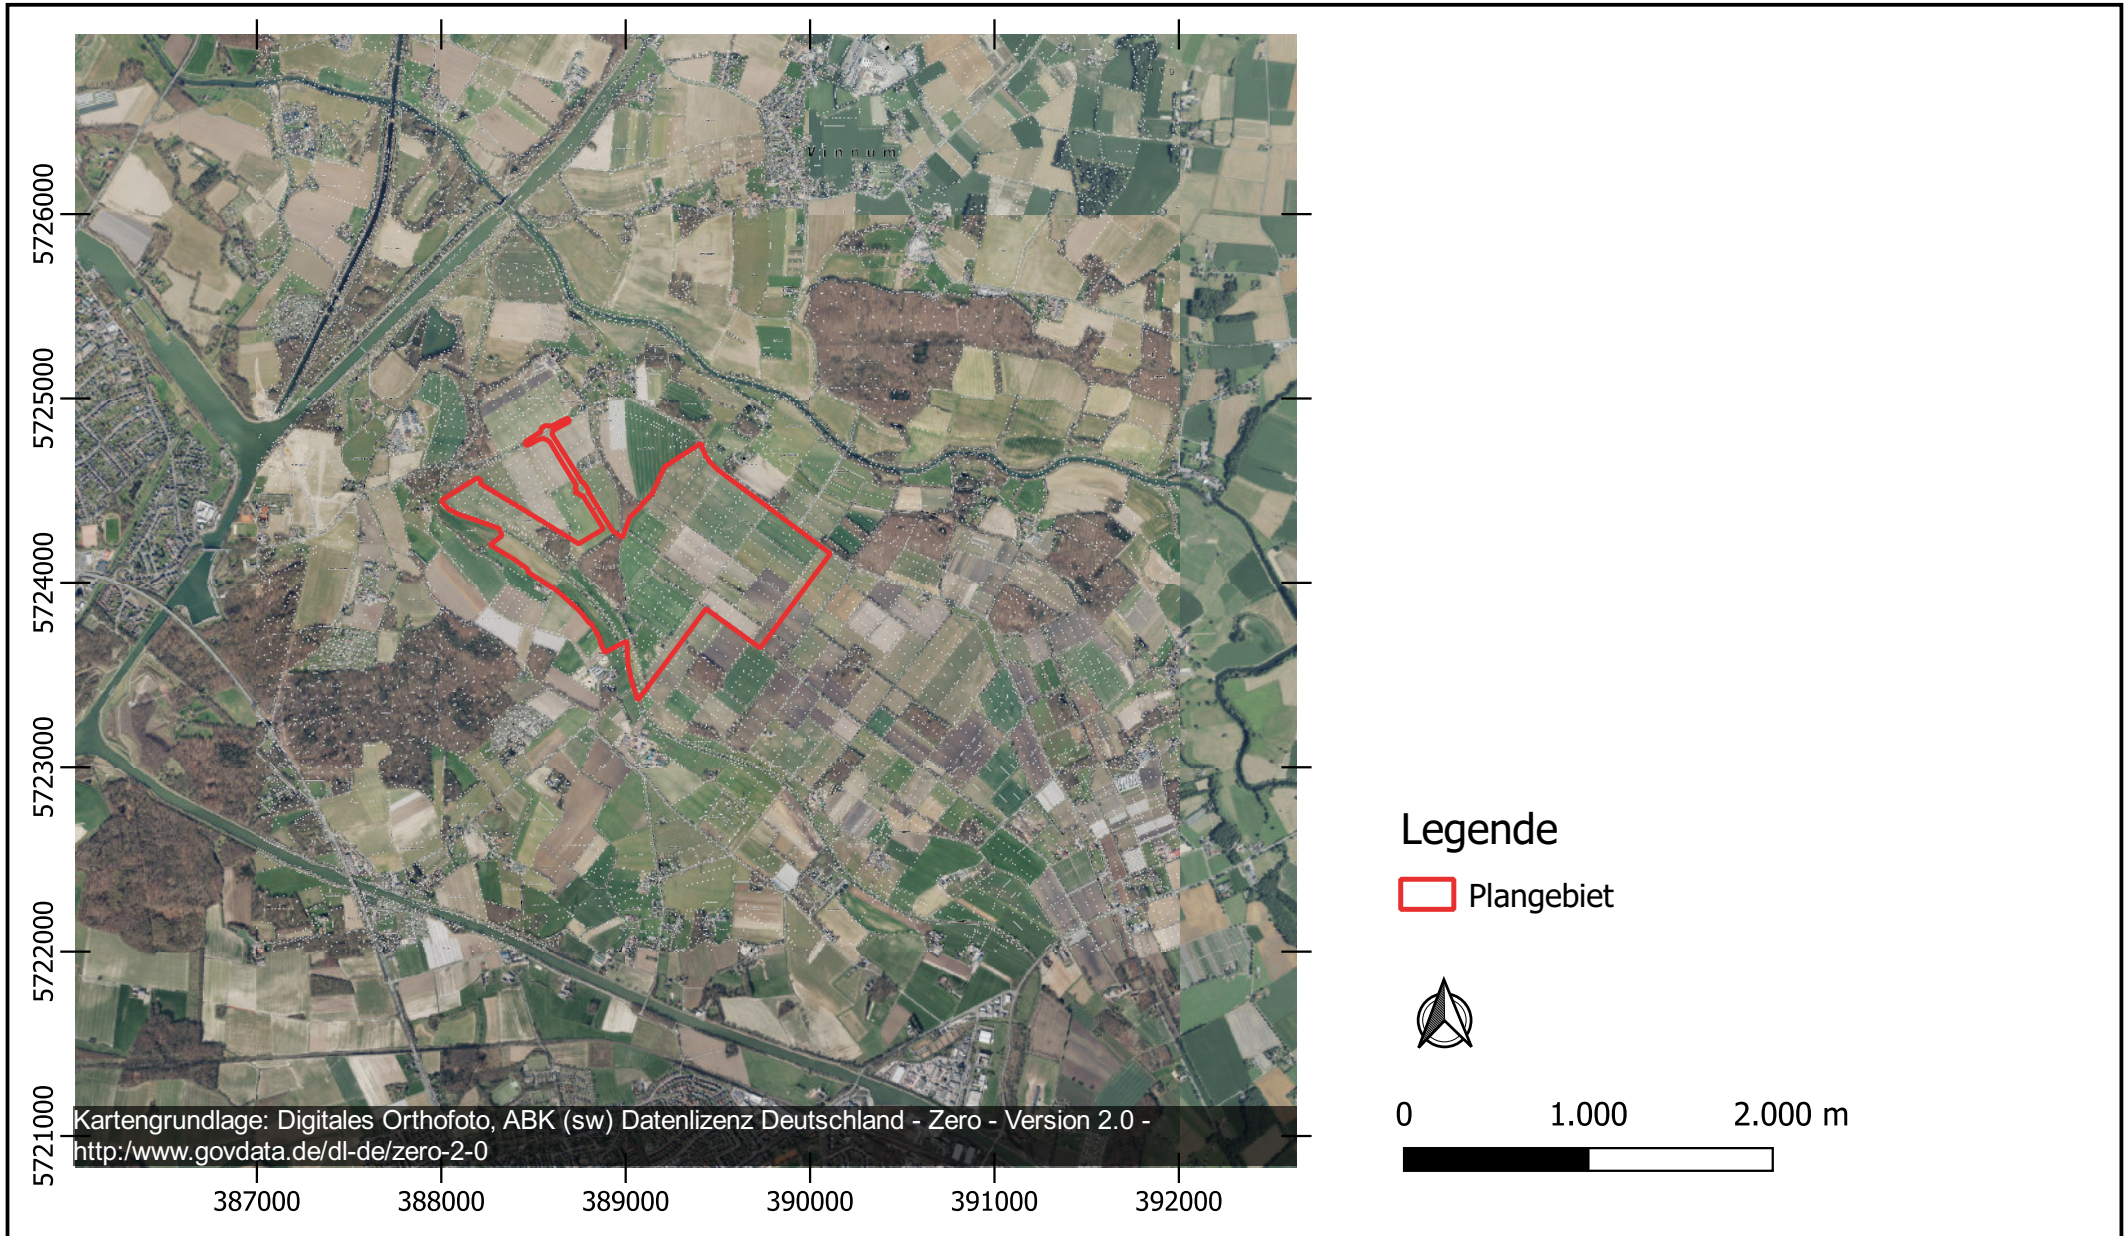 Vinnum
5726000
5725000
5724000
5723000
5722000
5721000
387000
388000
389000
390000
391000
392000
Kartengrundlage: Digitales Orthofoto, ABK (sw) Datenlizenz Deutschland - Zero - Version 2.0 -
http:/www.govdata.de/dl-de/zero-2-0
Legende
Plangebiet
0 1.000 2.000 m